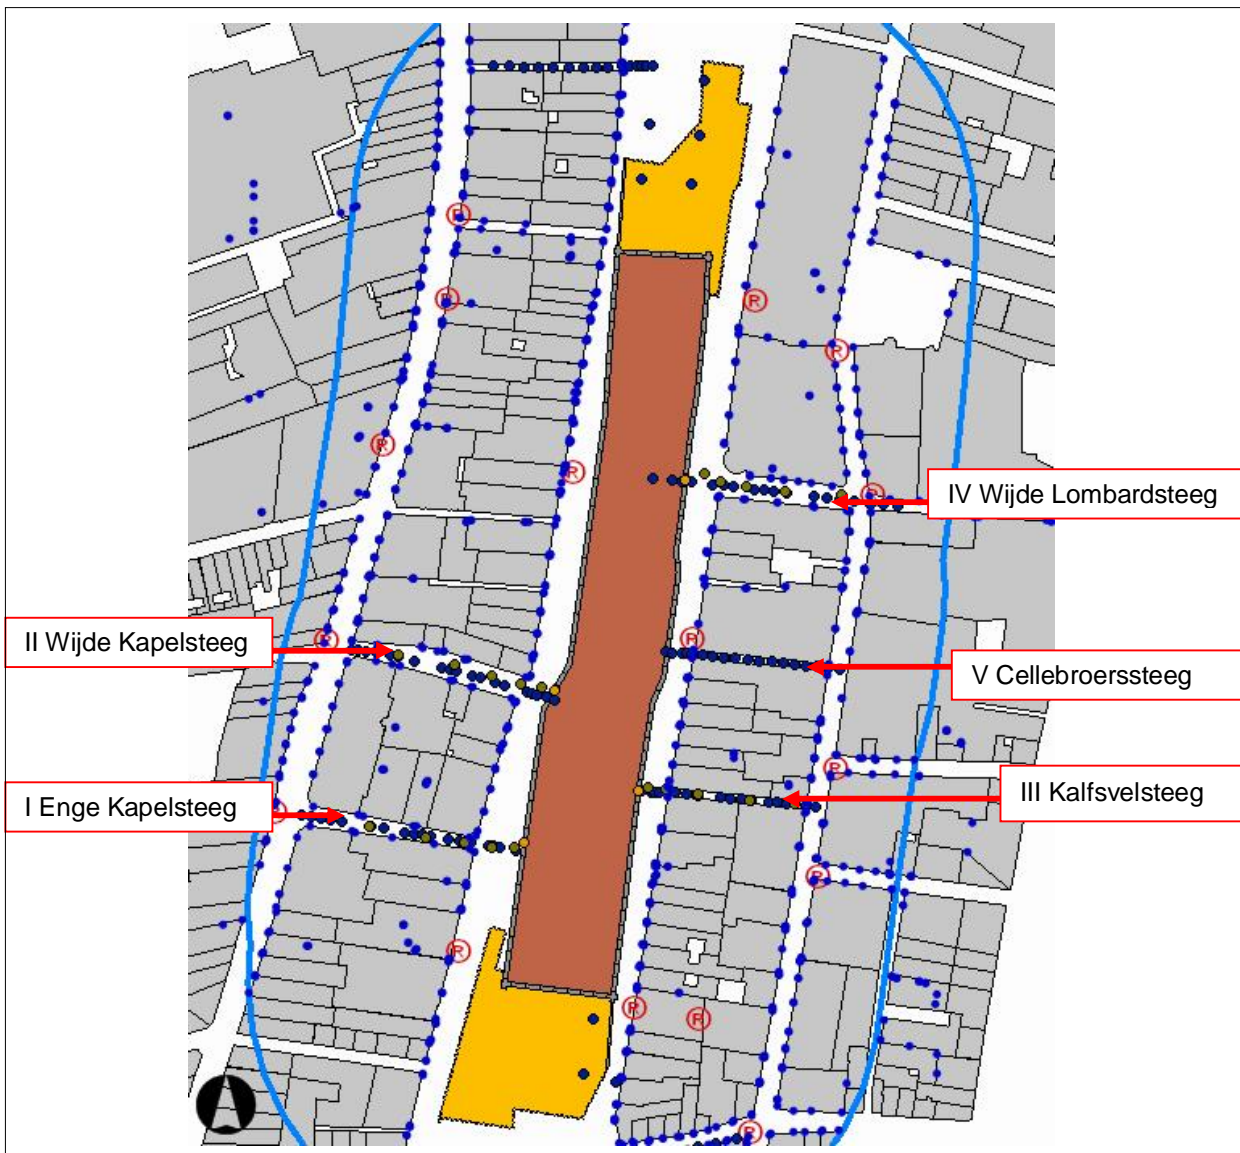 R
R
R
R
R
R
R
IV Wijde Lombardsteeg
II Wijde Kapelsteeg
R
R
V Cellebroerssteeg
R
I Enge Kapelsteeg
R
III Kalfsvelsteeg
R
R
R
R
R